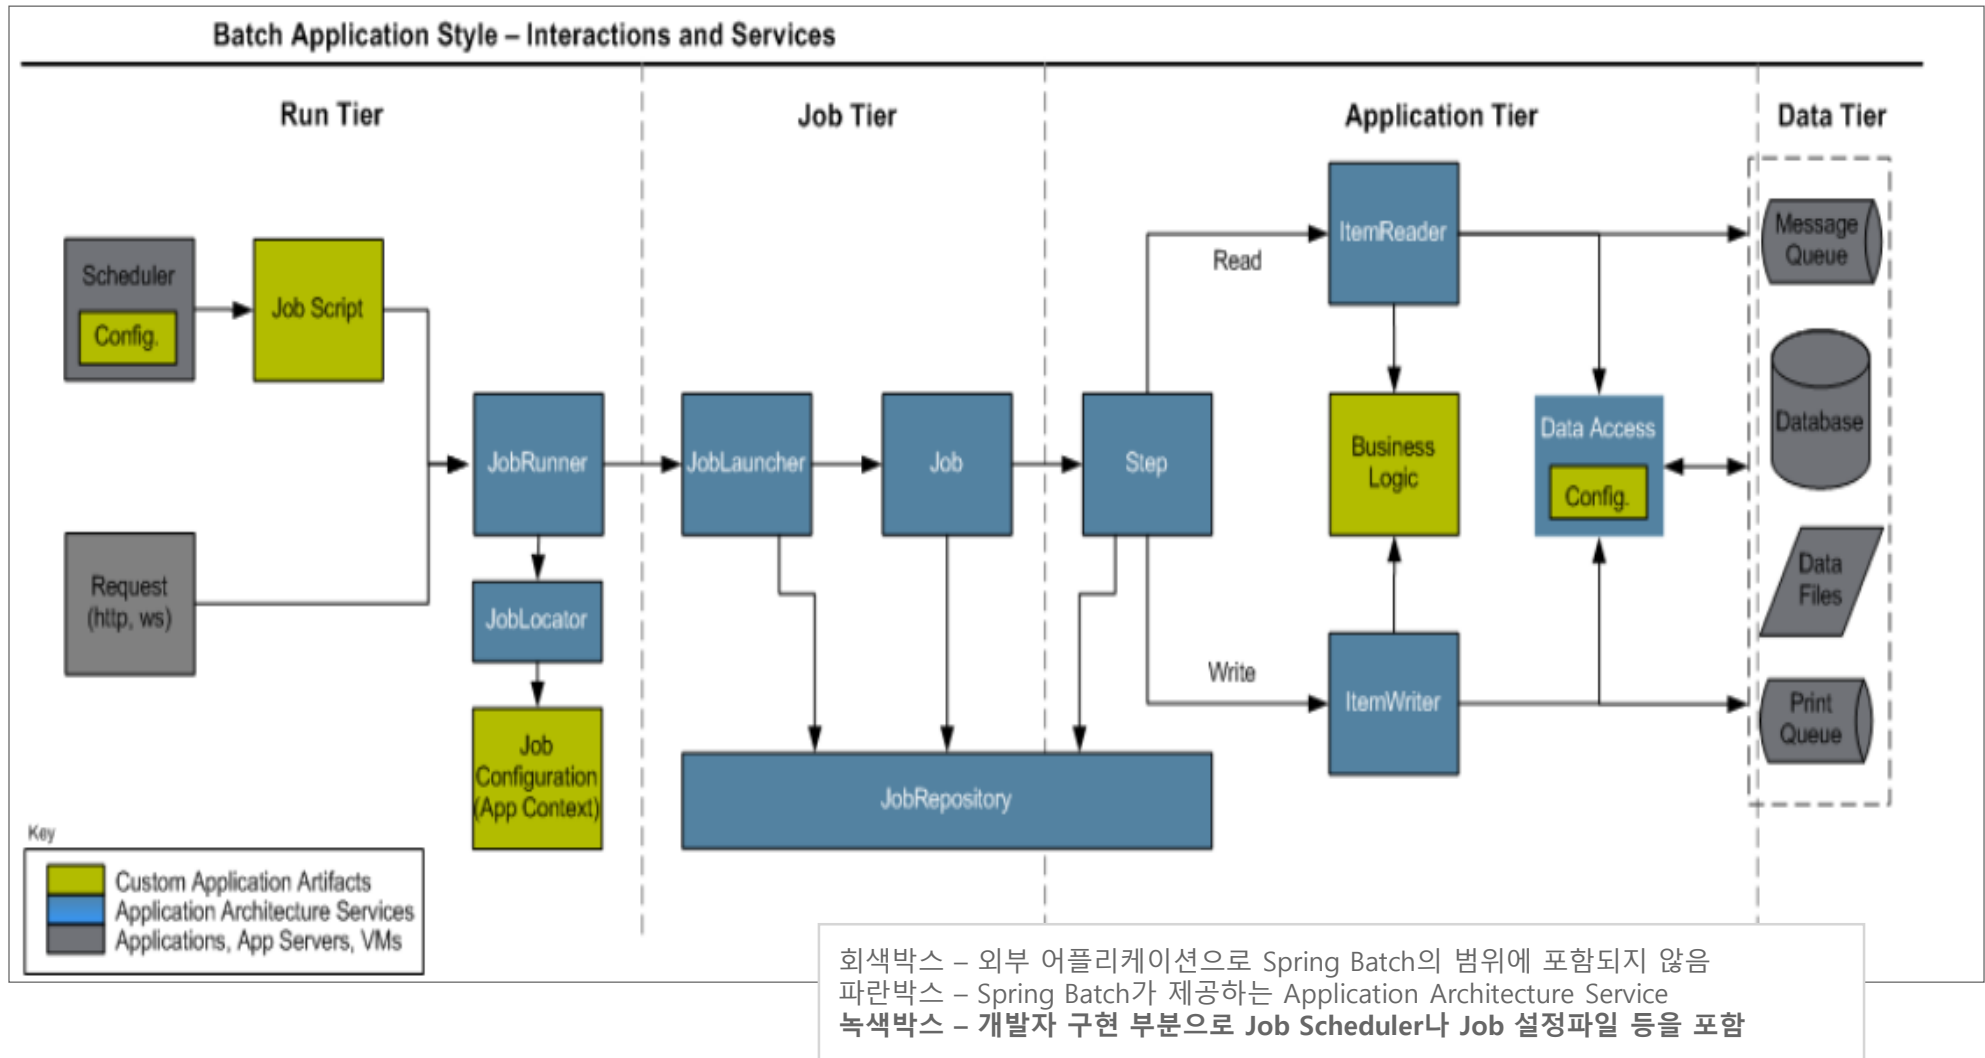 Batch Application Style – Interactions and Services
Run Tier
Job Tier
Application Tier
Data Tier
Scheduler
Config.
Job Script
Request
(http, ws)
JobRunner
JobLocator
Job
Configuration
(App Context)
JobLauncher
Job
JobRepository
Step
Read
Write
ItemReader
Business
Logic
ItemWriter
Data Access
Config.
Message
Queue
Database
Data
Files
Print
Queue
Key
Custom Application Artifacts
Application Architecture Services
Applications, App Servers, VMs
회색박스 – 외부 어플리케이션으로 Spring Batch의 범위에 포함되지 않음
파란박스 – Spring Batch가 제공하는 Application Architecture Service
녹색박스 – 개발자 구현 부분으로 Job Scheduler나 Job 설정파일 등을 포함